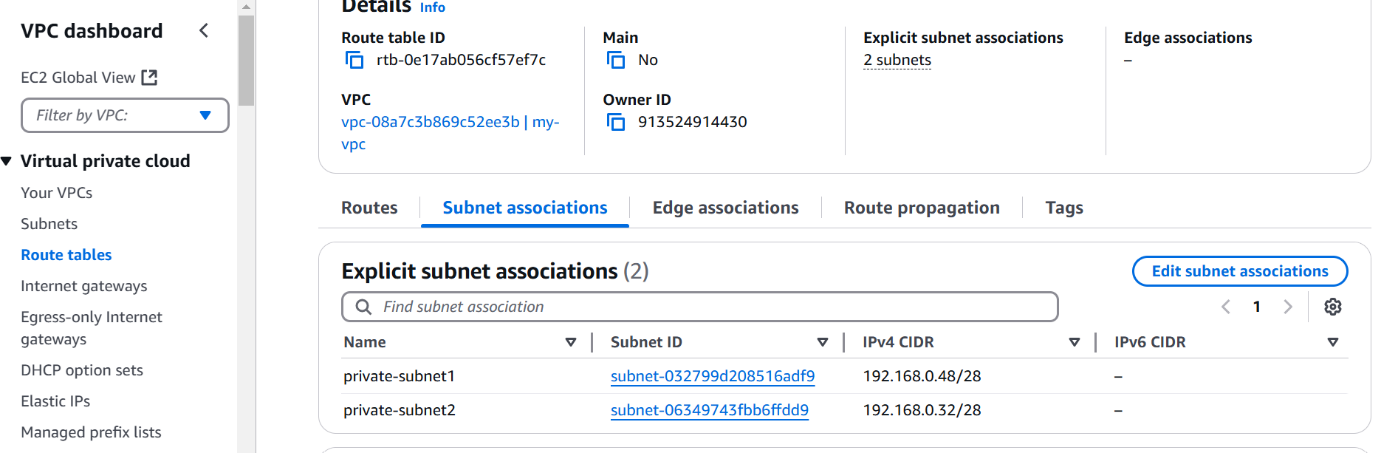 VPC dashboard
EC2 Global View
Filter by VPC:
Virtual private cloud
Your VPCs
Subnets
Route tables
Internet gateways
Egress-only Internet
gateways
DHCP option sets
Elastic IPs
Managed prefix lists
Details Info
Route table ID
rtb-0e17ab056cf57ef7c
Main
No
Explicit subnet associations
2 subnets
Edge associations
–
VPC
vpc-08a7c3b869c52ee3b | my-
vpc
Owner ID
913524914430
Routes Subnet associations Edge associations Route propagation Tags
Explicit subnet associations (2)
Edit subnet associations
Find subnet association
1
Name Subnet ID IPv4 CIDR IPv6 CIDR
private-subnet1 subnet-032799d208516adf9 192.168.0.48/28 –
private-subnet2 subnet-06349743fbb6ffdd9 192.168.0.32/28 –